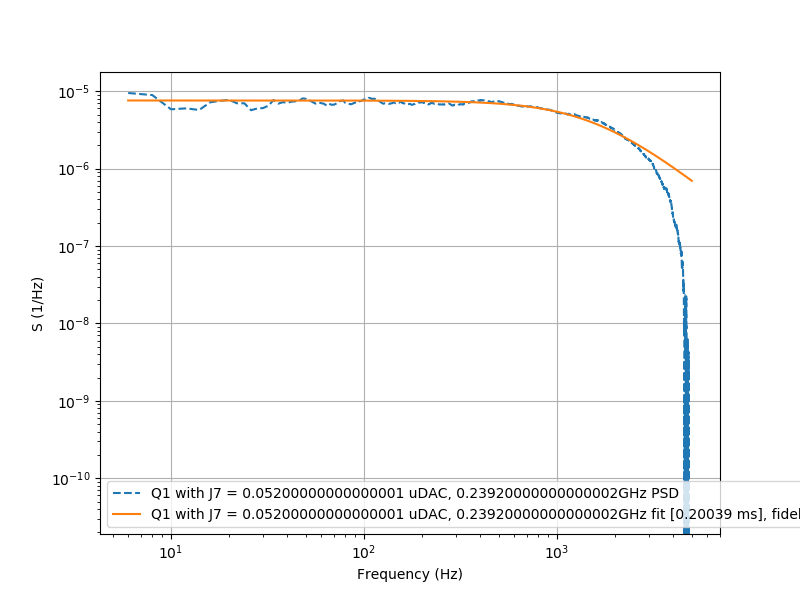 10⁻⁵
10⁻⁶
10⁻⁷
10⁻⁸
10⁻⁹
10⁻¹⁰
S (1/Hz)
Q1 with J7 = 0.05200000000000001 uDAC, 0.23920000000000002GHz PSD
Q1 with J7 = 0.05200000000000001 uDAC, 0.23920000000000002GHz fit [0.20039 ms], fidel
10¹ 10² 10³
Frequency (Hz)